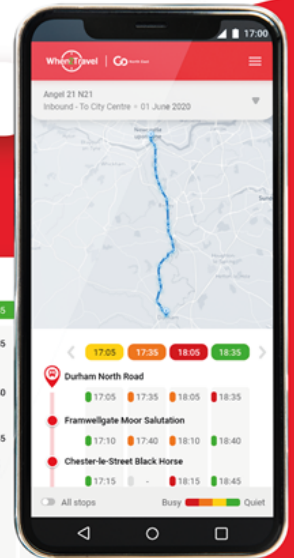 17:00
When2Travel | Go North East
Angel 21 N21
Inbound - To City Centre • 01 June 2020
Newcastle
17:05 17:35 18:05 18:35
Durham North Road
17:05 17:35 18:05 18:35
Framwellgate Moor Salutation
17:10 17:40 18:10 18:40
Chester-le-Street Black Horse
17:15 - 18:15 18:45
All stops Busy Quiet